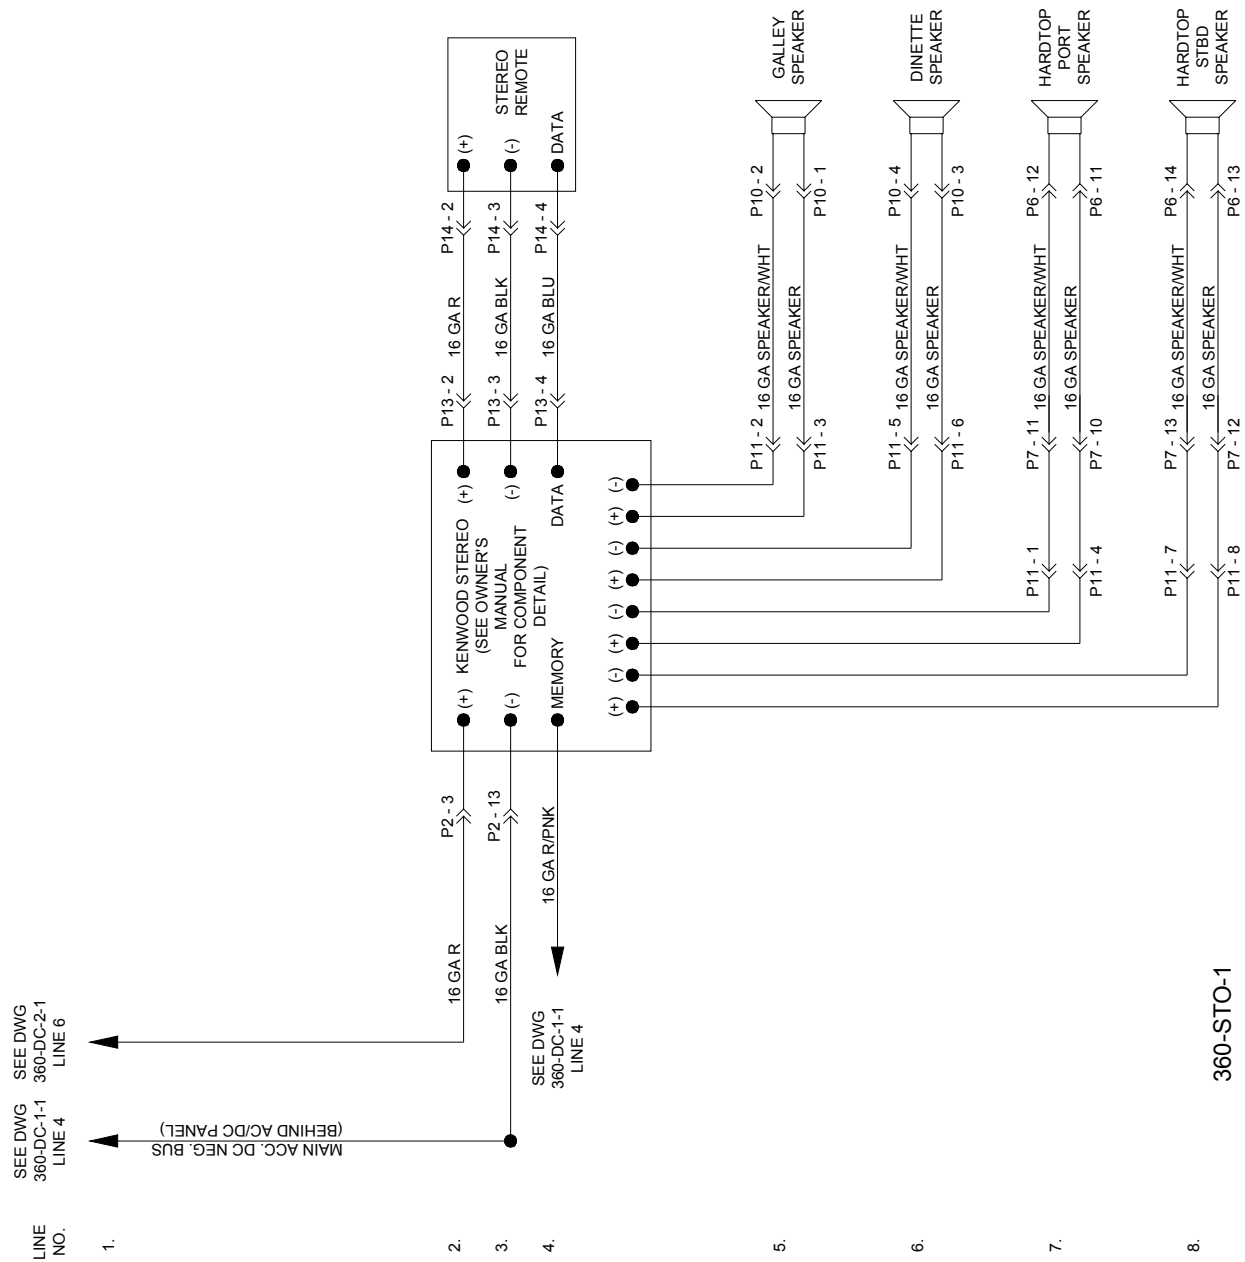 LINE
NO.
1.
2.
3.
4.
5.
6.
7.
8.
SEE DWG
360-DC-1-1
LINE 4
SEE DWG
360-DC-2-1
LINE 6
MAIN ACC. DC NEG. BUS
(BEHIND AC/DC PANEL)
16 GA R
P2 - 3
16 GA BLK
P2 - 13
16 GA R/PNK
SEE DWG
360-DC-1-1
LINE 4
(+)
(-)
MEMORY
KENWOOD STEREO
(SEE OWNER'S
MANUAL
FOR COMPONENT
DETAIL)
(+)
(-)
DATA
P13 - 2
16 GA R
P14 - 2
P13 - 3
16 GA BLK
P14 - 3
P13 - 4
16 GA BLU
P14 - 4
(+)
(-)
DATA
STEREO
REMOTE
(-)
(+)
(-)
(+)
(-)
(+)
(-)
(+)
P11 - 2
16 GA SPEAKER/WHT
P10 - 2
P11 - 3
16 GA SPEAKER
P10 - 1
GALLEY
SPEAKER
P11 - 5
16 GA SPEAKER/WHT
P10 - 4
P11 - 6
16 GA SPEAKER
P10 - 3
DINETTE
SPEAKER
P11 - 1
P7 - 11
16 GA SPEAKER/WHT
P6 - 12
P11 - 4
P7 - 10
16 GA SPEAKER
P6 - 11
HARDTOP
PORT
SPEAKER
P11 - 7
P7 - 13
16 GA SPEAKER/WHT
P6 - 14
P11 - 8
P7 - 12
16 GA SPEAKER
P6 - 13
HARDTOP
STBD
SPEAKER
360-STO-1